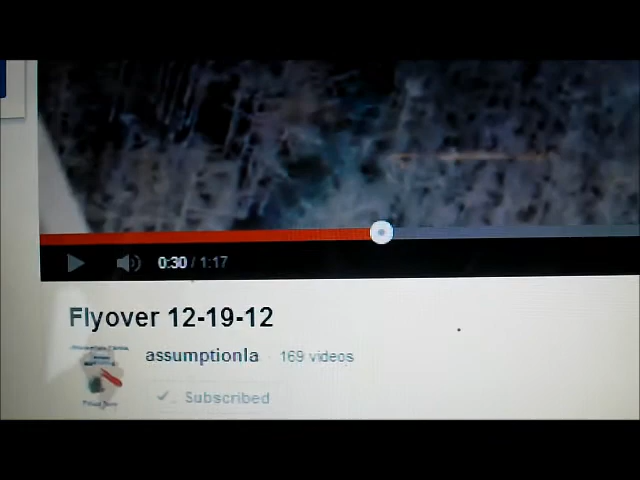 0:30 / 1:17
Flyover 12-19-12
assumptionla · 169 videos
Subscribed